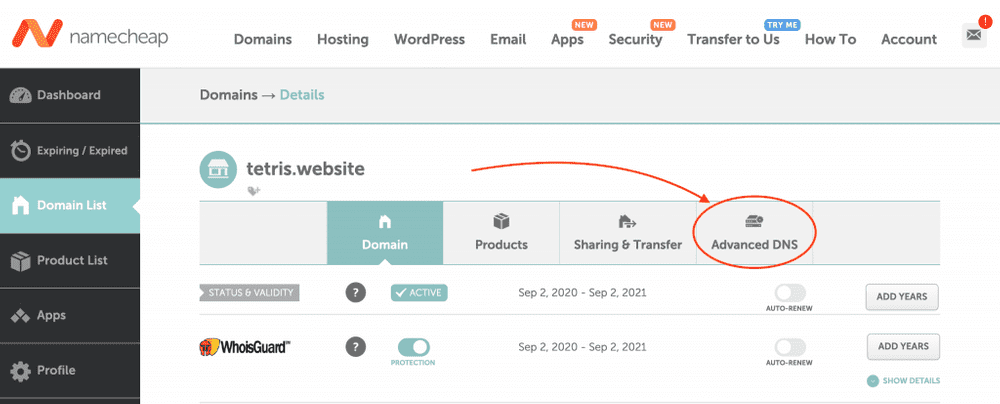 namecheap
Domains Hosting WordPress Email Apps NEW Security NEW Transfer to Us TRY ME How To Account !
Dashboard
Expiring / Expired
Domain List
Product List
Apps
Profile
Domains → Details
tetris.website
Domain Products Sharing & Transfer Advanced DNS
STATUS & VALIDITY ? ✓ ACTIVE Sep 2, 2020 - Sep 2, 2021 AUTO-RENEW ADD YEARS
WhoisGuard™ ? PROTECTION Sep 2, 2020 - Sep 2, 2021 AUTO-RENEW ADD YEARS
SHOW DETAILS